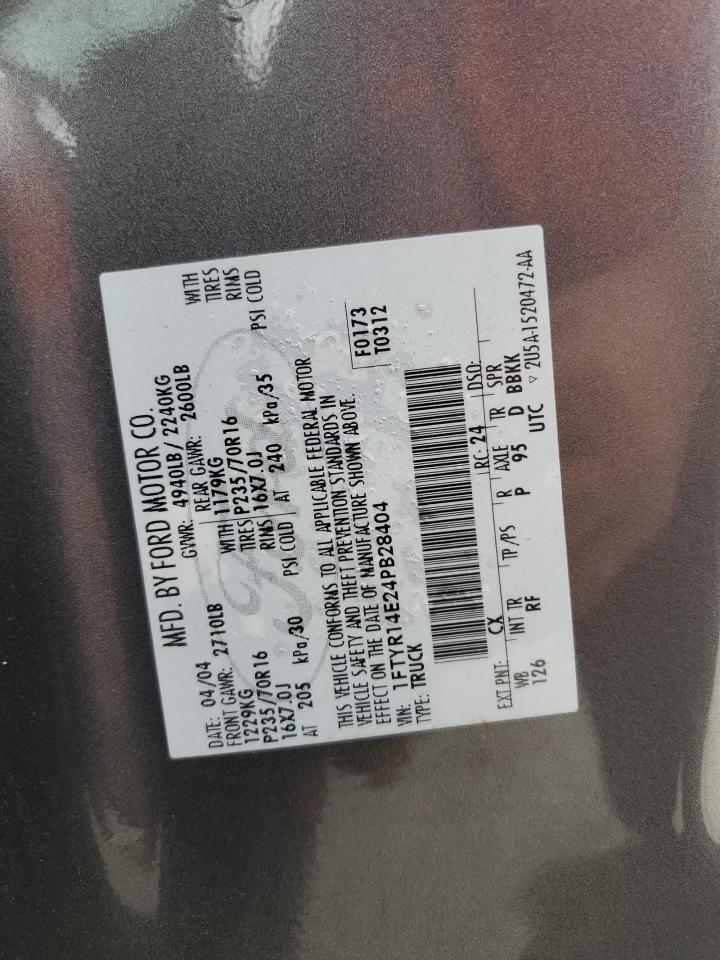 MFD. BY FORD MOTOR CO.
DATE: 04/04 GVWR: 4940LB / 2240KG
FRONT GAWR: 2710LB REAR GAWR: 2600LB
1229KG WITH 1179KG WITH
P235/70R16 TIRES P235/70R16 TIRES
16X7.0J RIMS 16X7.0J RIMS
AT 205 kPa/30 PSI COLD AT 240 kPa/35 PSI COLD
THIS VEHICLE CONFORMS TO ALL APPLICABLE FEDERAL MOTOR
VEHICLE SAFETY AND THEFT PREVENTION STANDARDS IN
EFFECT ON THE DATE OF MANUFACTURE SHOWN ABOVE.
VIN: 1FTYR14E24PB28404 F0173
TYPE: TRUCK T0312
EXT PNT: CX RC: 24 DSO:
WB INT TR TP/PS R AXLE TR SPR
126 RF P 95 D BBKK
UTC ▽ 2U5A-1520472-AA
Ford